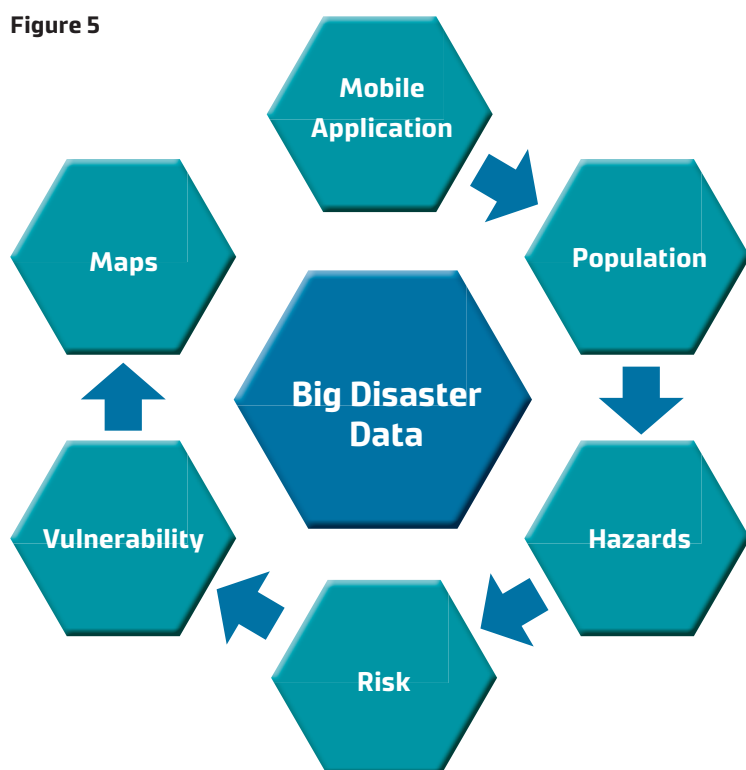 Figure 5
Mobile
Application
Population
Hazards
Risk
Vulnerability
Maps
Big Disaster
Data